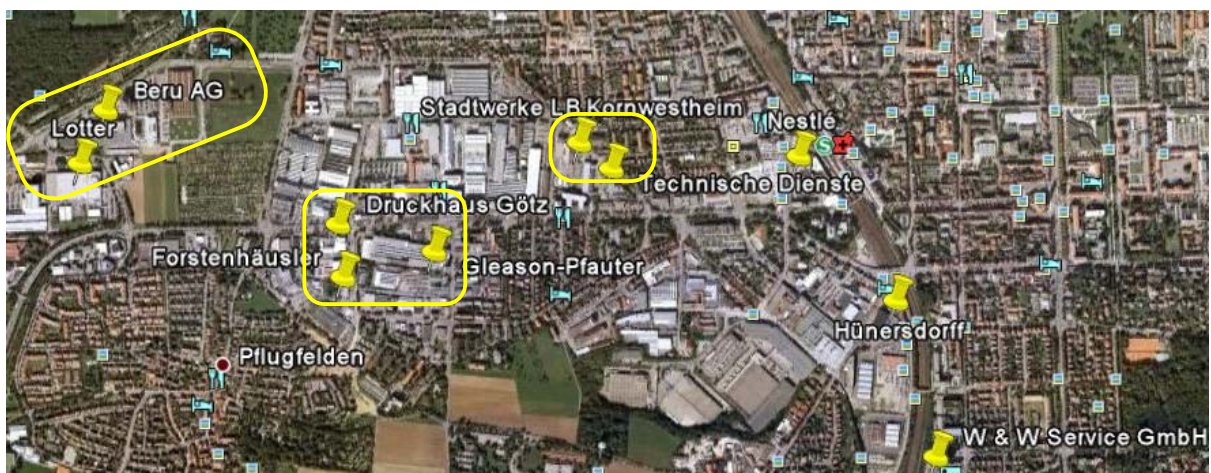 Beru AG
Lotter
Stadtwerke LB Kornwestheim
Nestlé
S
Technische Dienste
Druckhaus Götz
Forstenhäusler
Gleason-Pfauter
Hünersdorff
Pflugfelden
W & W Service GmbH